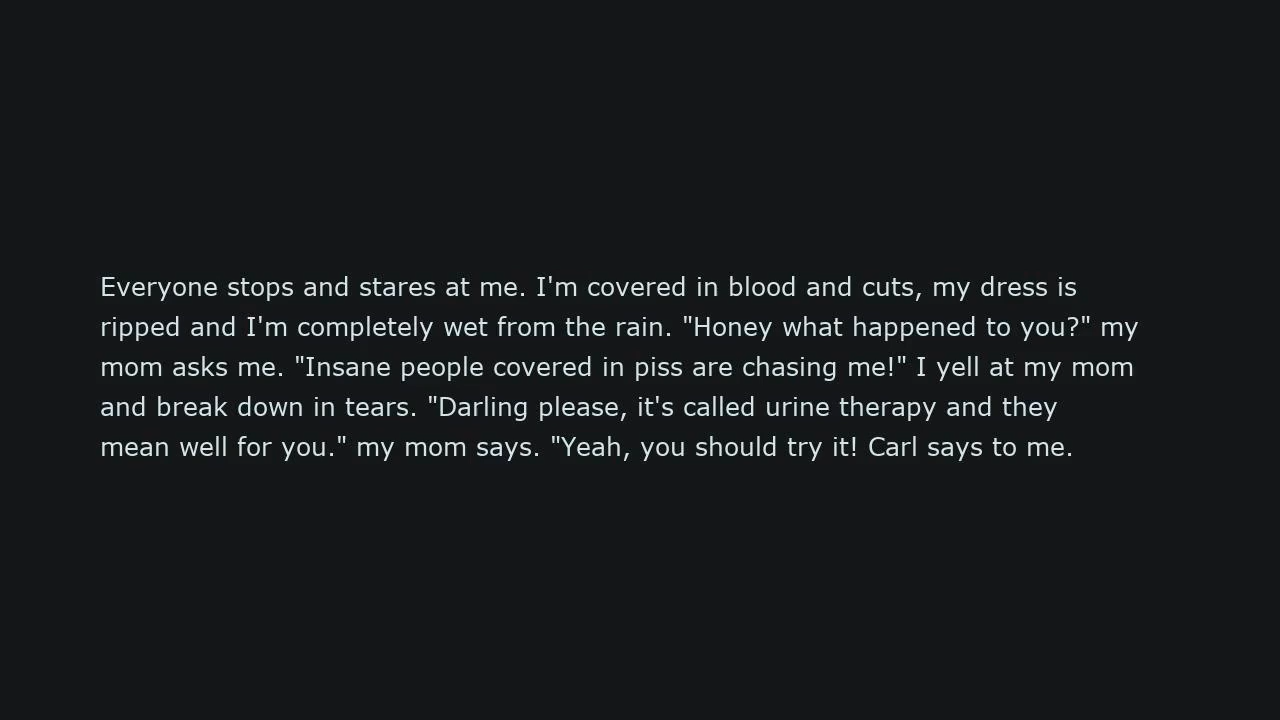 Everyone stops and stares at me. I'm covered in blood and cuts, my dress is
ripped and I'm completely wet from the rain. "Honey what happened to you?" my
mom asks me. "Insane people covered in piss are chasing me!" I yell at my mom
and break down in tears. "Darling please, it's called urine therapy and they
mean well for you." my mom says. "Yeah, you should try it! Carl says to me.